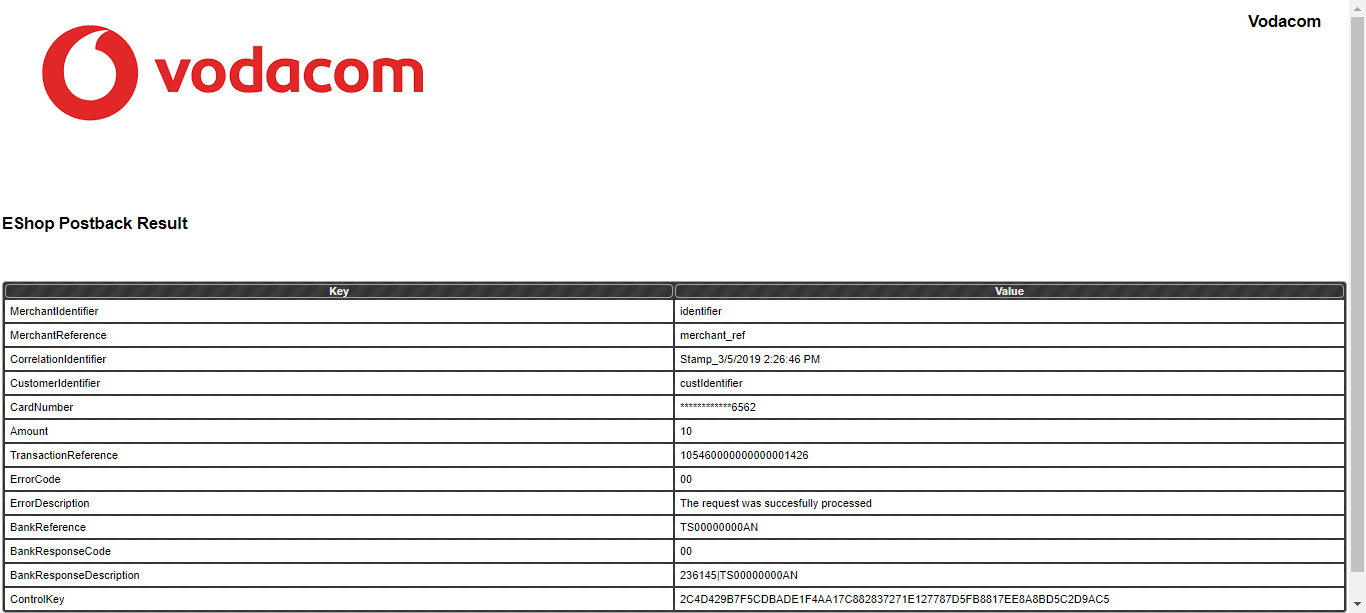 Vodacom
vodacom
EShop Postback Result
Key Value
MerchantIdentifier identifier
MerchantReference merchant_ref
CorrelationIdentifier Stamp_3/5/2019 2:26:46 PM
CustomerIdentifier custIdentifier
CardNumber ************6562
Amount 10
TransactionReference 105460000000000001426
ErrorCode 00
ErrorDescription The request was succesfully processed
BankReference TS00000000AN
BankResponseCode 00
BankResponseDescription 236145|TS00000000AN
ControlKey 2C4D429B7F5CDBADE1F4AA17C882837271E127787D5FB8817EE8A8BD5C2D9AC5